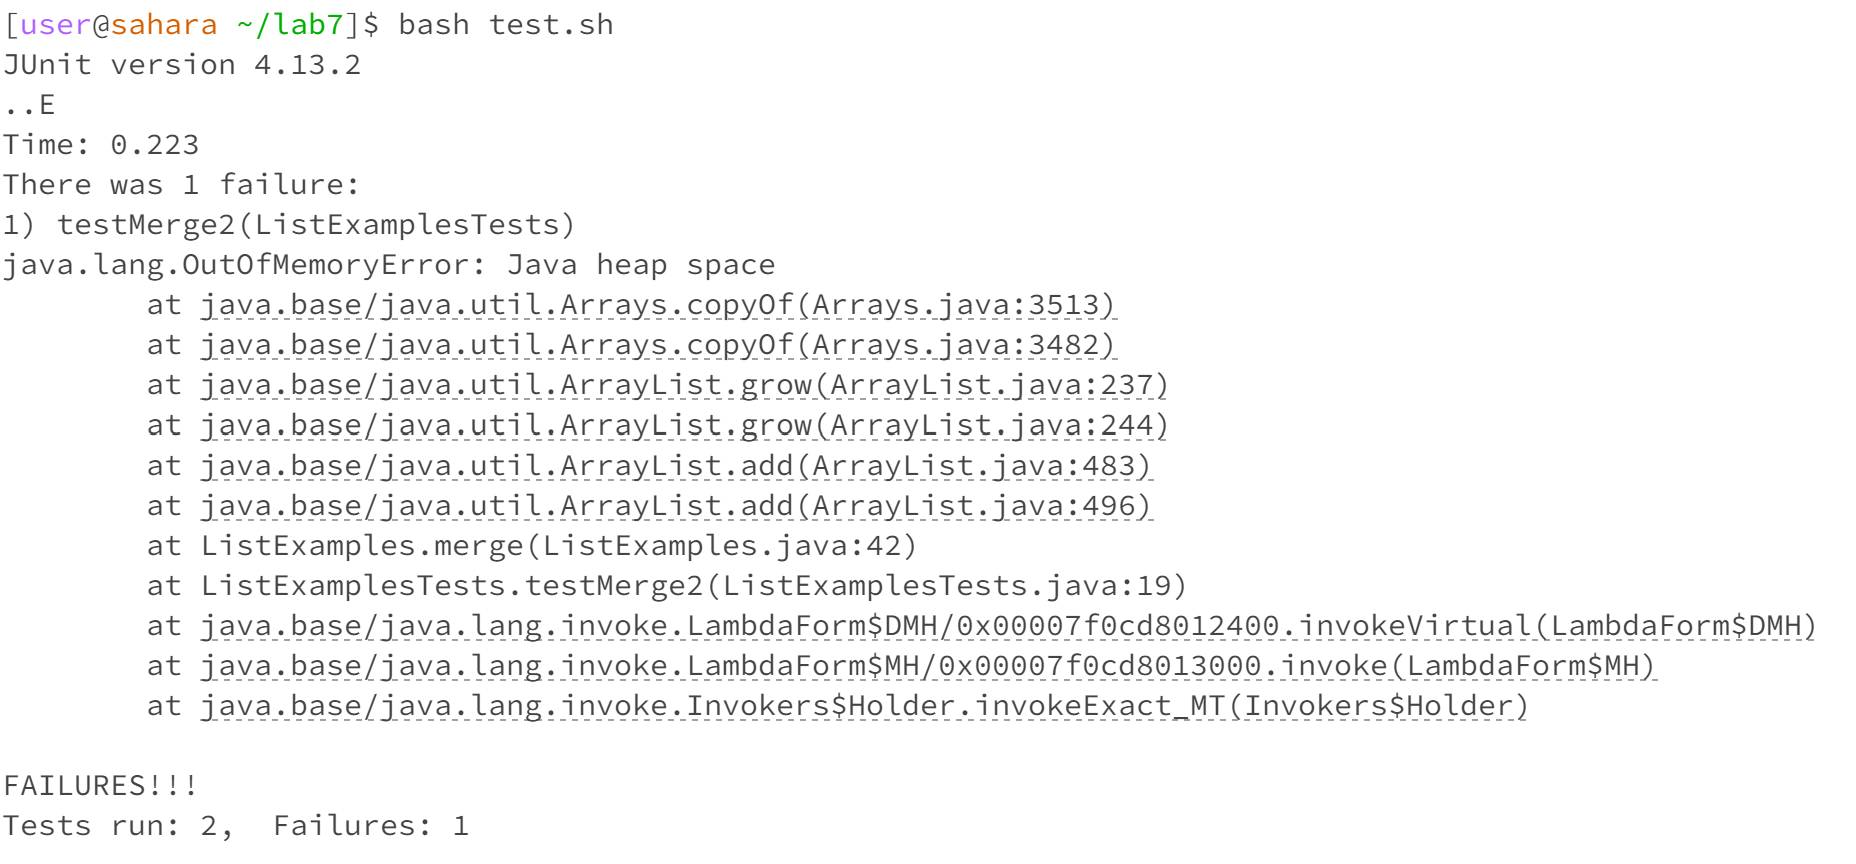 [user@sahara ~/lab7]$ bash test.sh
JUnit version 4.13.2
..E
Time: 0.223
There was 1 failure:
1) testMerge2(ListExamplesTests)
java.lang.OutOfMemoryError: Java heap space
        at java.base/java.util.Arrays.copyOf(Arrays.java:3513)
        at java.base/java.util.Arrays.copyOf(Arrays.java:3482)
        at java.base/java.util.ArrayList.grow(ArrayList.java:237)
        at java.base/java.util.ArrayList.grow(ArrayList.java:244)
        at java.base/java.util.ArrayList.add(ArrayList.java:483)
        at java.base/java.util.ArrayList.add(ArrayList.java:496)
        at ListExamples.merge(ListExamples.java:42)
        at ListExamplesTests.testMerge2(ListExamplesTests.java:19)
        at java.base/java.lang.invoke.LambdaForm$DMH/0x00007f0cd8012400.invokeVirtual(LambdaForm$DMH)
        at java.base/java.lang.invoke.LambdaForm$MH/0x00007f0cd8013000.invoke(LambdaForm$MH)
        at java.base/java.lang.invoke.Invokers$Holder.invokeExact_MT(Invokers$Holder)

FAILURES!!!
Tests run: 2,  Failures: 1